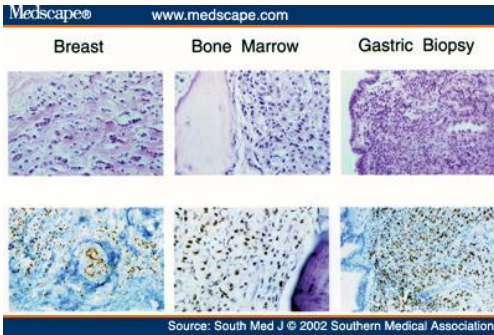 Medscape® www.medscape.com
Breast Bone Marrow Gastric Biopsy
Source: South Med J © 2002 Southern Medical Association